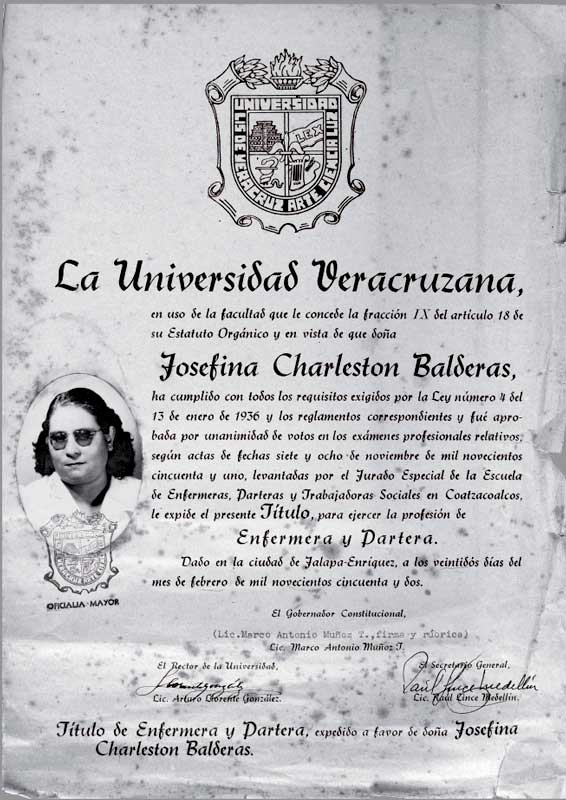 UNIVERSIDAD
LIS DE VERACRUZ ARTE CIENCIA LUZ
LEX
La Universidad Veracruzana,
en uso de la facultad que le concede la fracción IX del artículo 18 de
su Estatuto Orgánico y en vista de que doña
Josefina Charleston Balderas,
ha cumplido con todos los requisitos exigidos por la Ley número 4 del
13 de enero de 1936 y los reglamentos correspondientes y fué apro-
bada por unanimidad de votos en los exámenes profesionales relativos,
según actas de fechas siete y ocho de noviembre de mil novecientos
cincuenta y uno, levantadas por el Jurado Especial de la Escuela
de Enfermeras, Parteras y Trabajadoras Sociales en Coatzacoalcos,
le expide el presente Título, para ejercer la profesión de
Enfermera y Partera.
Dado en la ciudad de Jalapa-Enríquez, a los veintidós días del
mes de febrero de mil novecientos cincuenta y dos.
OFICIALIA MAYOR
El Gobernador Constitucional,
(Lic.Marco Antonio Muñoz T.,firma y rúbrica)
Lic. Marco Antonio Muñoz T.
El Rector de la Universidad,
Lic. Arturo Llorente González.
El Secretario General,
Raúl Lince Medellín
Lic. Raúl Lince Medellín.
Título de Enfermera y Partera, expedido a favor de doña Josefina
Charleston Balderas.